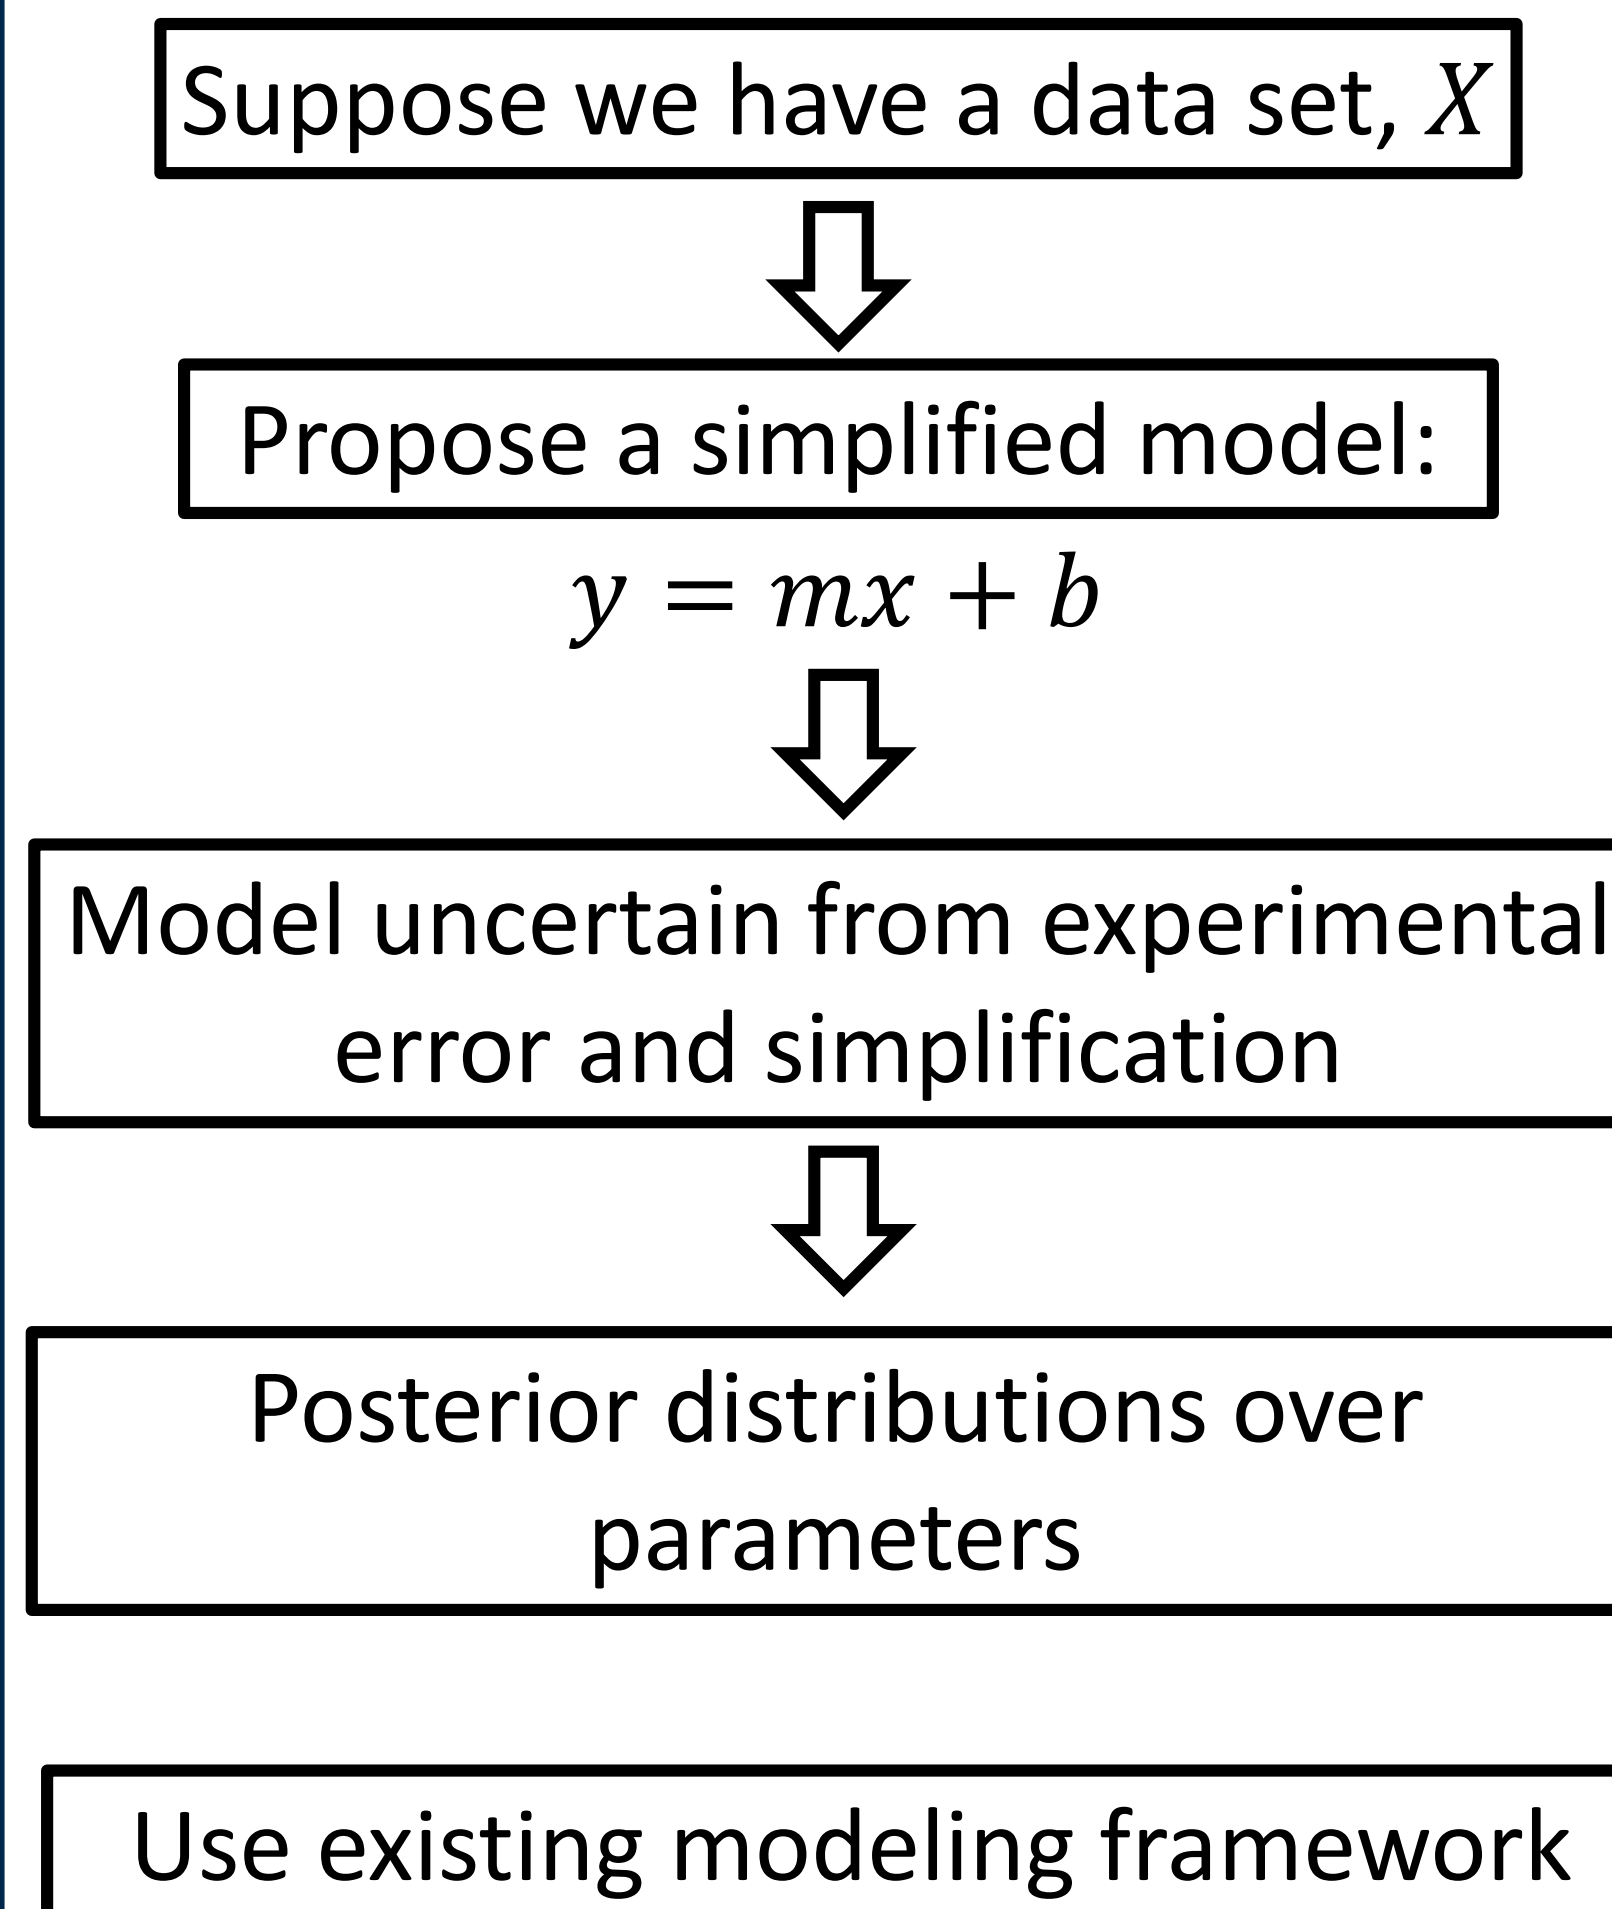 Suppose we have a data set, X
Propose a simplified model:
y = mx + b
Model uncertain from experimental
error and simplification
Posterior distributions over
parameters
Use existing modeling framework